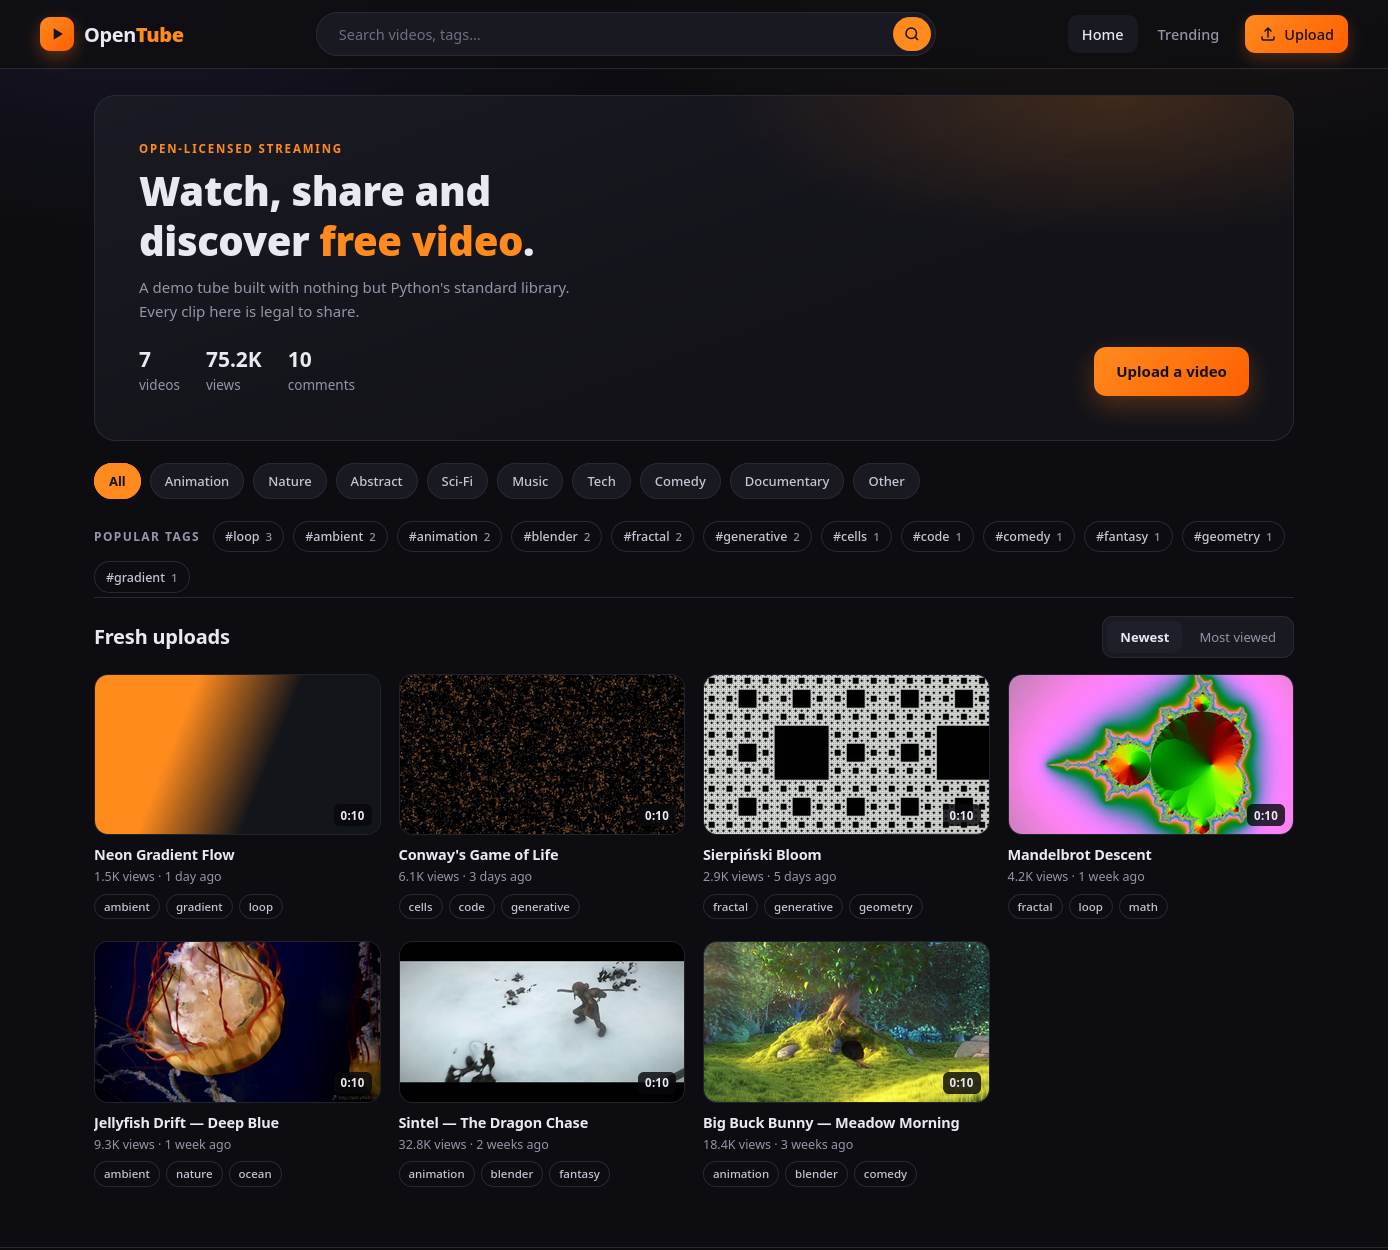 OpenTube
Search videos, tags...
Home
Trending
Upload
OPEN-LICENSED STREAMING
Watch, share and
discover free video.
A demo tube built with nothing but Python's standard library.
Every clip here is legal to share.
7 75.2K 10
videos views comments
Upload a video
All Animation Nature Abstract Sci-Fi Music Tech Comedy Documentary Other
POPULAR TAGS #loop 3 #ambient 2 #animation 2 #blender 2 #fractal 2 #generative 2 #cells 1 #code 1 #comedy 1 #fantasy 1 #geometry 1
#gradient 1
Fresh uploads
Newest Most viewed
0:10
Neon Gradient Flow
1.5K views · 1 day ago
ambient gradient loop
0:10
Conway's Game of Life
6.1K views · 3 days ago
cells code generative
0:10
Sierpiński Bloom
2.9K views · 5 days ago
fractal generative geometry
0:10
Mandelbrot Descent
4.2K views · 1 week ago
fractal loop math
0:10
Jellyfish Drift — Deep Blue
9.3K views · 1 week ago
ambient nature ocean
0:10
Sintel — The Dragon Chase
32.8K views · 2 weeks ago
animation blender fantasy
0:10
Big Buck Bunny — Meadow Morning
18.4K views · 3 weeks ago
animation blender comedy